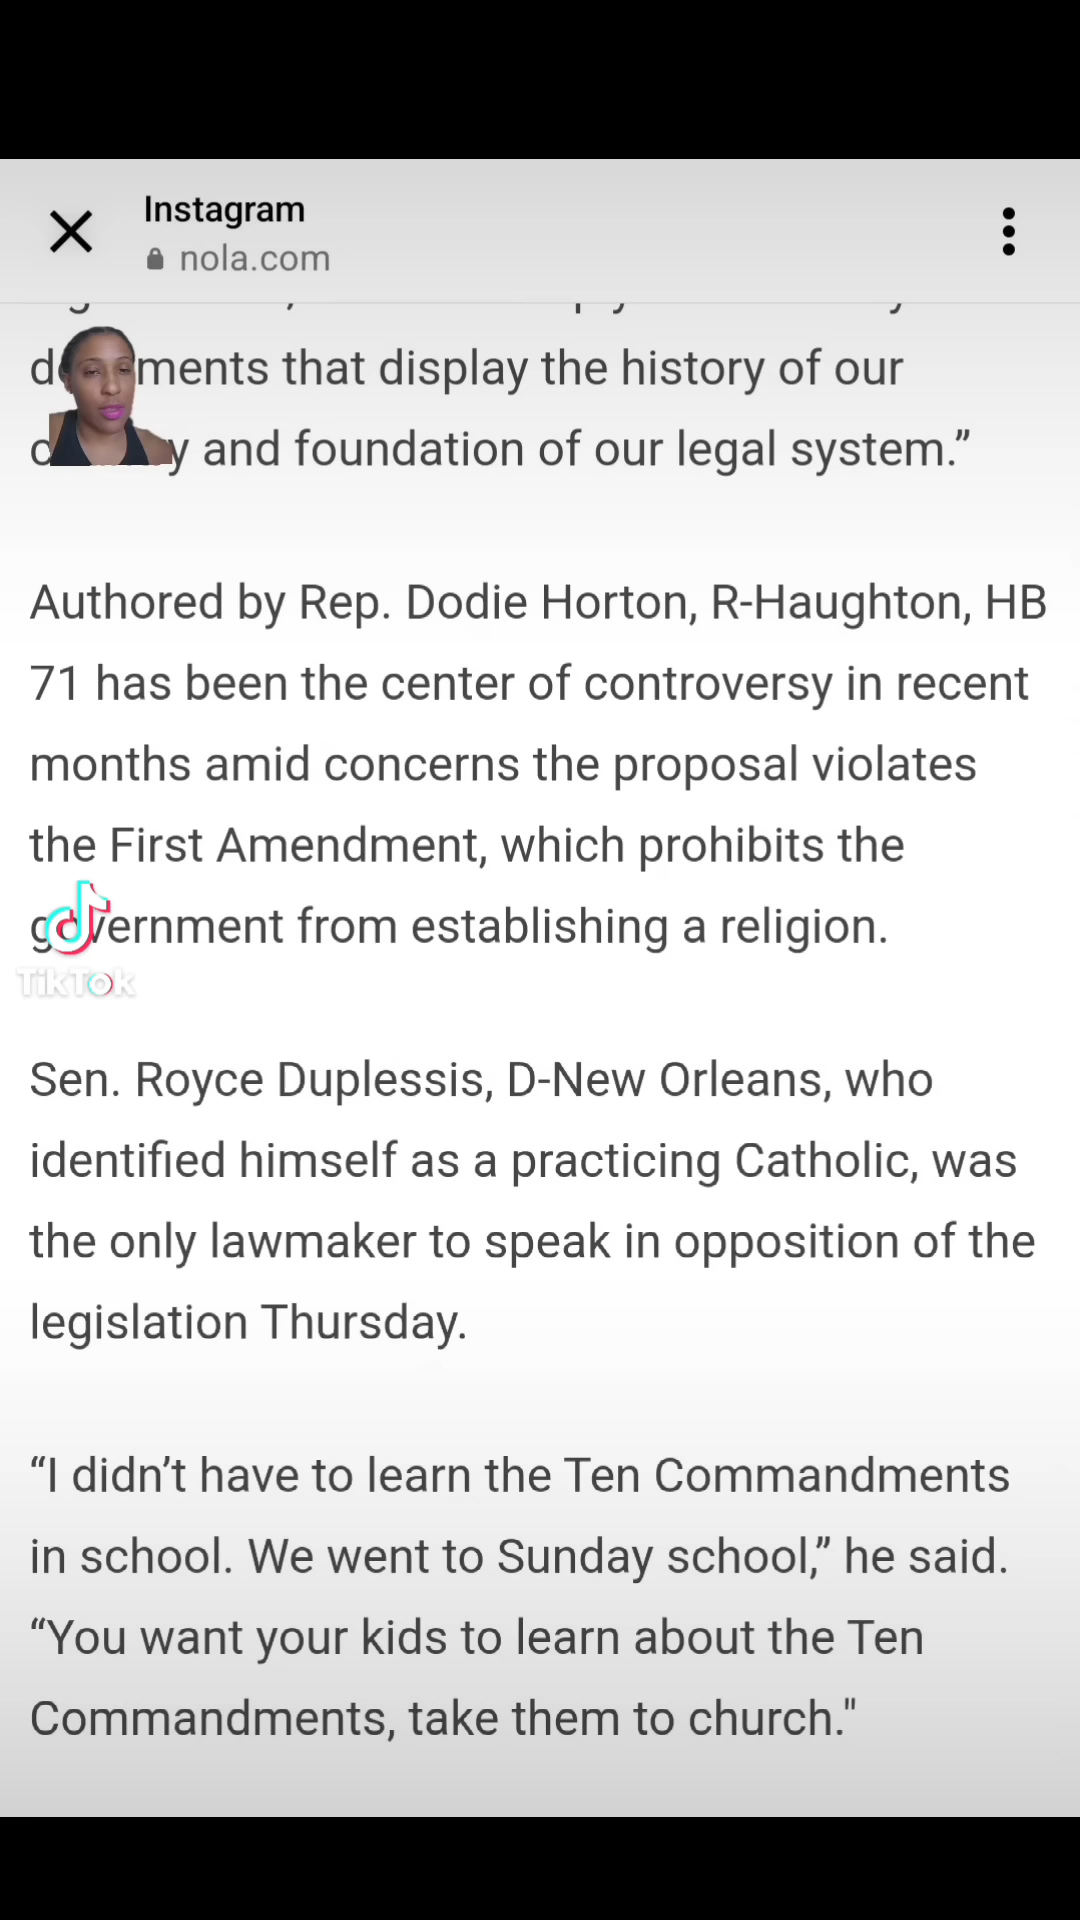 Instagram
nola.com
ments that display the history of our
and foundation of our legal system.”
Authored by Rep. Dodie Horton, R-Haughton, HB
71 has been the center of controversy in recent
months amid concerns the proposal violates
the First Amendment, which prohibits the
government from establishing a religion.
TikTok
Sen. Royce Duplessis, D-New Orleans, who
identified himself as a practicing Catholic, was
the only lawmaker to speak in opposition of the
legislation Thursday.
“I didn’t have to learn the Ten Commandments
in school. We went to Sunday school,” he said.
“You want your kids to learn about the Ten
Commandments, take them to church."